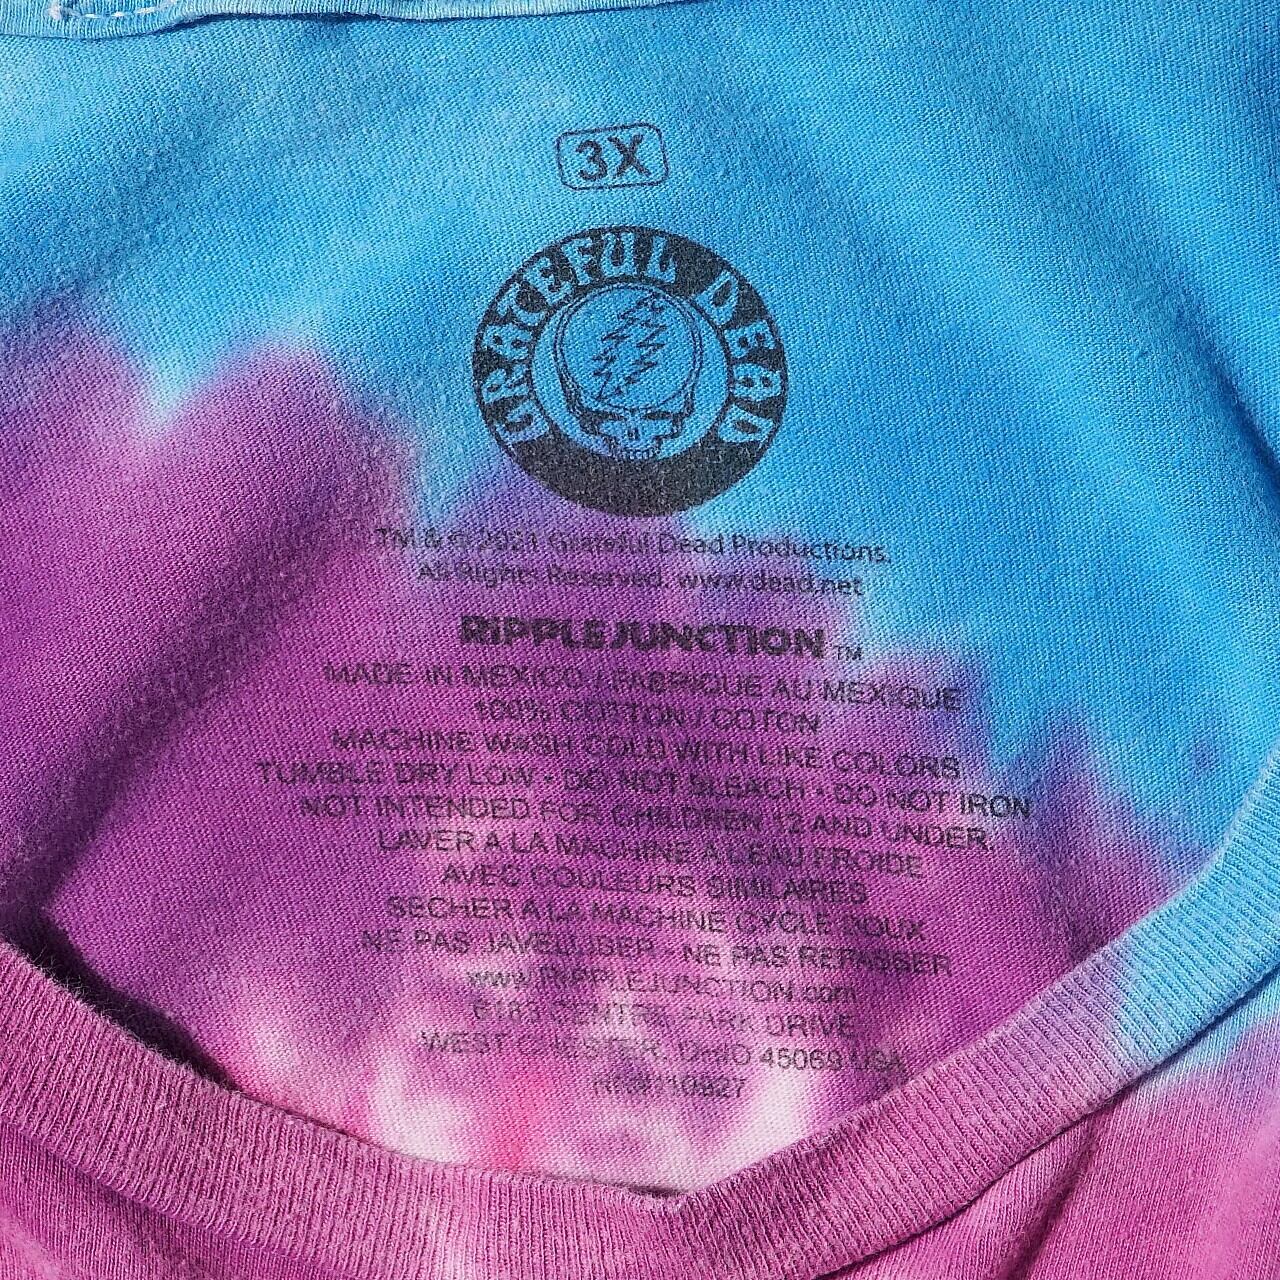 3X
GRATEFUL DEAD
TM & © 2021 Grateful Dead Productions.
All Rights Reserved. www.dead.net
RiPPLEJUNCTION TM
MADE IN MEXICO / FABRIQUE AU MEXIQUE
100% COTTON / COTON
MACHINE WASH COLD WITH LIKE COLORS
TUMBLE DRY LOW • DO NOT BLEACH • DO NOT IRON
NOT INTENDED FOR CHILDREN 12 AND UNDER.
LAVER A LA MACHINE A L'EAU FROIDE
AVEC COULEURS SIMILAIRES
SECHER A LA MACHINE CYCLE DOUX
NE PAS JAVELLISER - NE PAS REPASSER
www.RiPPLEJUNCTION.com
CENTRE PARK DRIVE
WEST CHESTER, OHIO 45069 USA